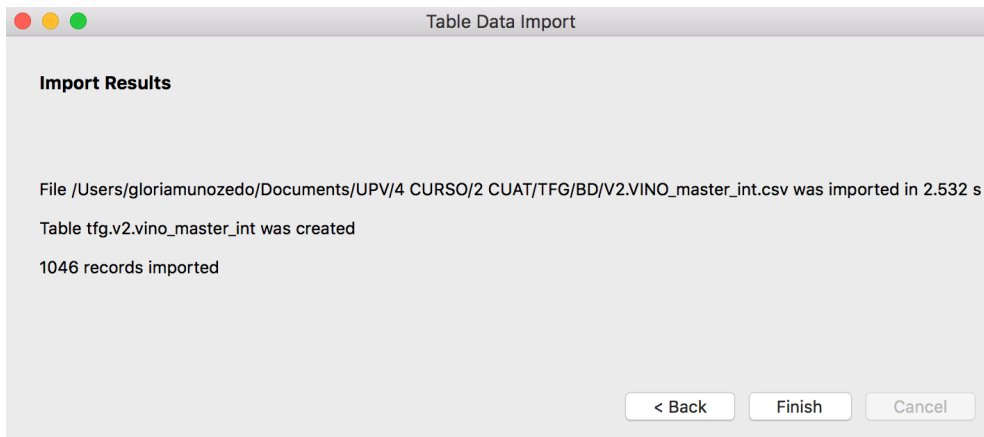 Table Data Import
Import Results
File /Users/gloriamunozedo/Documents/UPV/4 CURSO/2 CUAT/TFG/BD/V2.VINO_master_int.csv was imported in 2.532 s
Table tfg.v2.vino_master_int was created
1046 records imported
< Back Finish Cancel